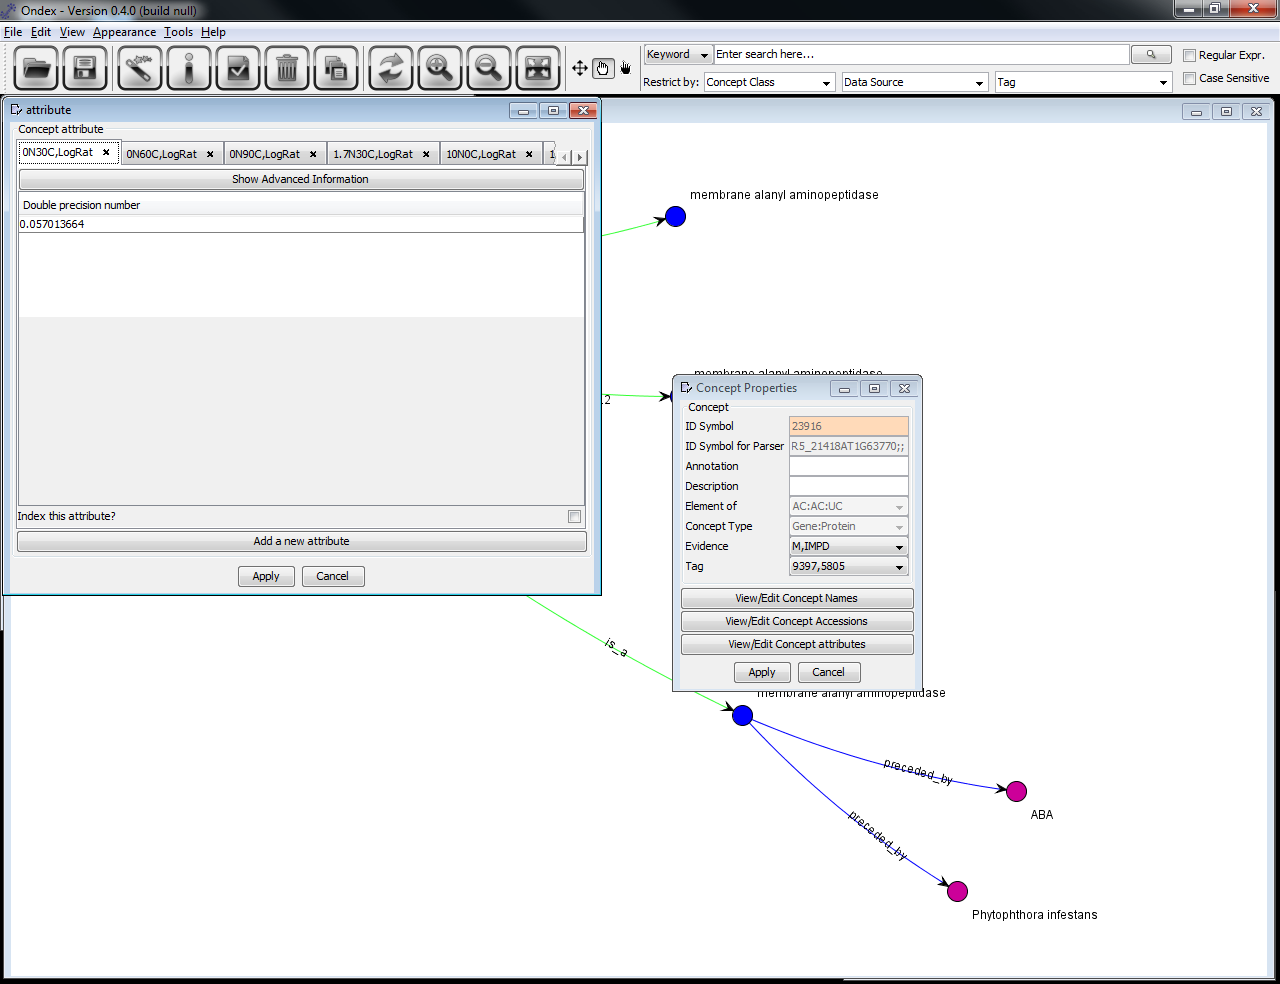 Ondex - Version 0.4.0 (build null)
File Edit View Appearance Tools Help
Keyword Enter search here... Regular Expr.
Restrict by: Concept Class Data Source Tag Case Sensitive
attribute
Concept attribute
0N30C,LogRat 0N60C,LogRat 0N90C,LogRat 1.7N30C,LogRat 10N0C,LogRat 1
Show Advanced Information
Double precision number
0.057013664
Index this attribute?
Add a new attribute
Apply Cancel
membrane alanyl aminopeptidase
membrane alanyl aminopeptidase
12
Concept Properties
Concept
ID Symbol 23916
ID Symbol for Parser R5_21418AT1G63770;;
Annotation
Description
Element of AC:AC:UC
Concept Type Gene:Protein
Evidence M,IMPD
Tag 9397,5805
View/Edit Concept Names
View/Edit Concept Accessions
View/Edit Concept attributes
Apply Cancel
is_a
membrane alanyl aminopeptidase
preceded_by
ABA
preceded_by
Phytophthora infestans